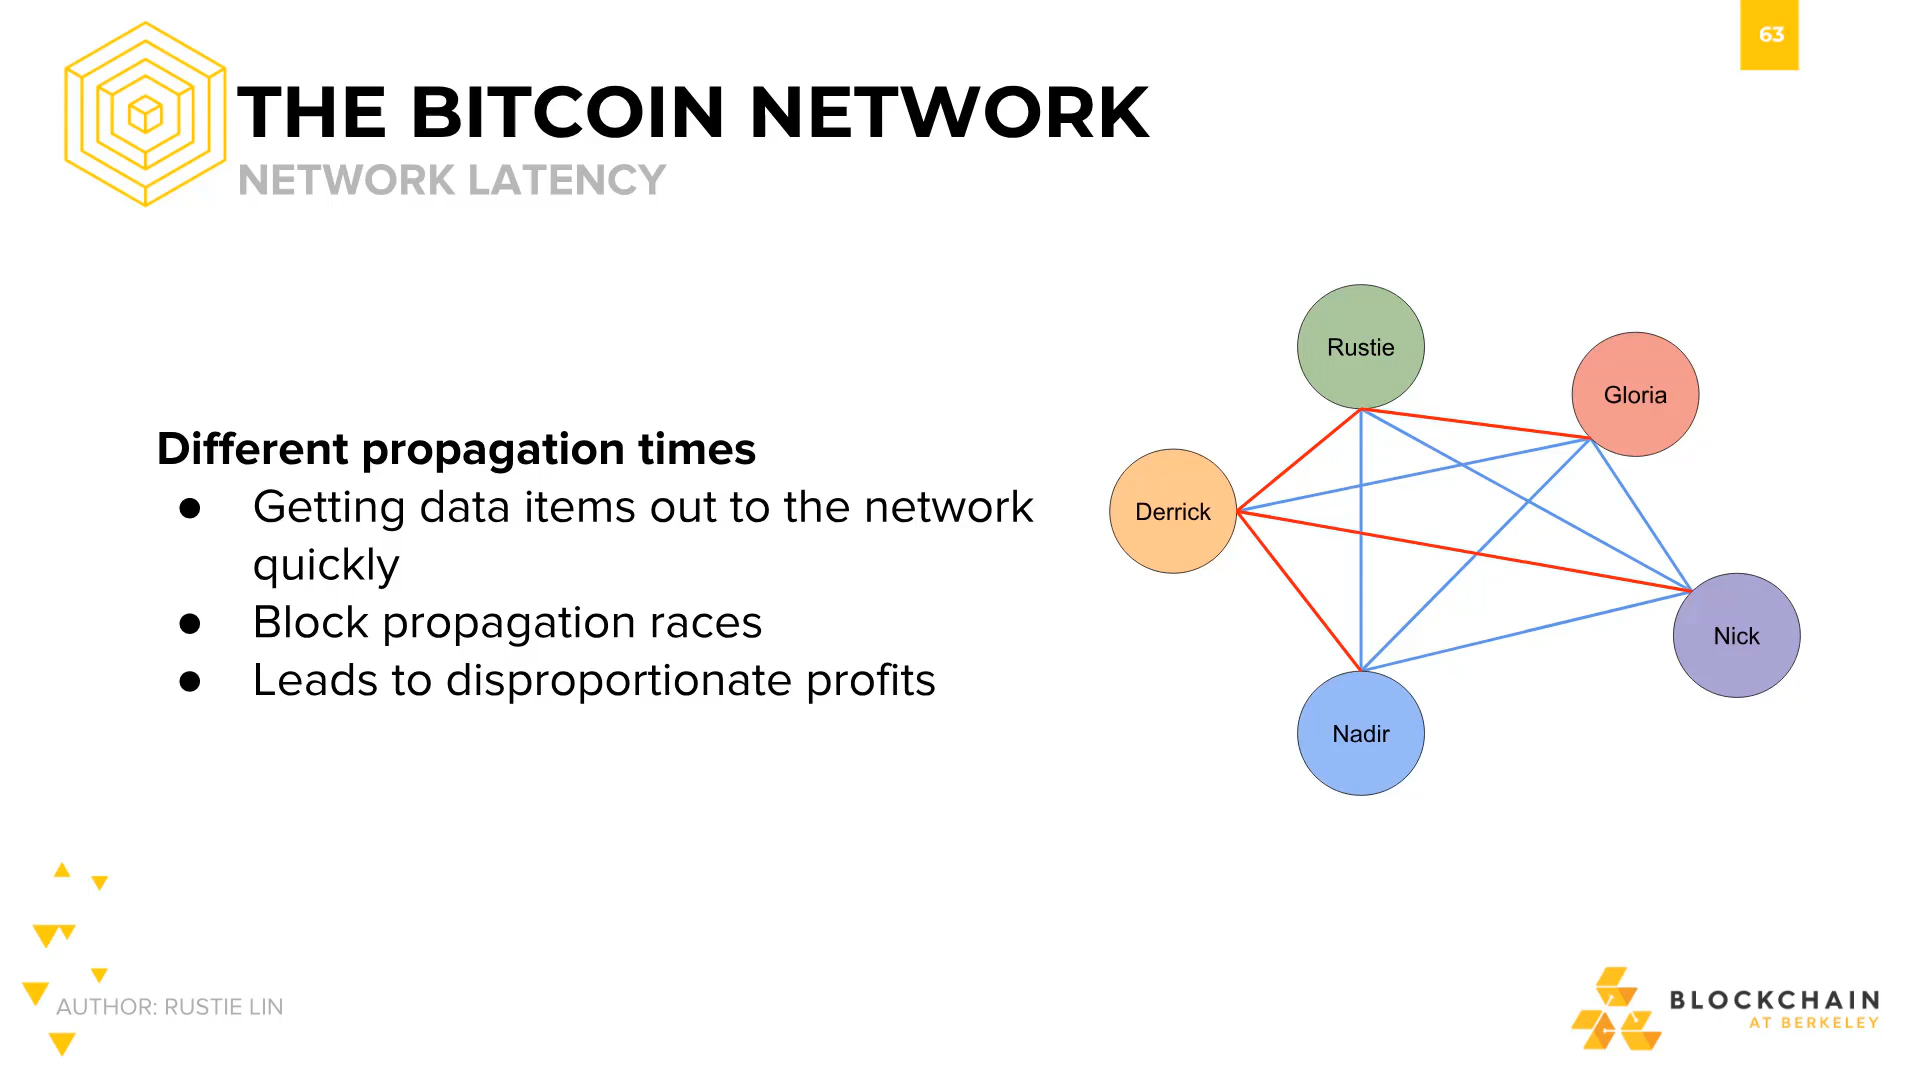 63
THE BITCOIN NETWORK
NETWORK LATENCY
Different propagation times
● Getting data items out to the network
quickly
● Block propagation races
● Leads to disproportionate profits
Rustie
Gloria
Derrick
Nick
Nadir
AUTHOR: RUSTIE LIN
BLOCKCHAIN
AT BERKELEY